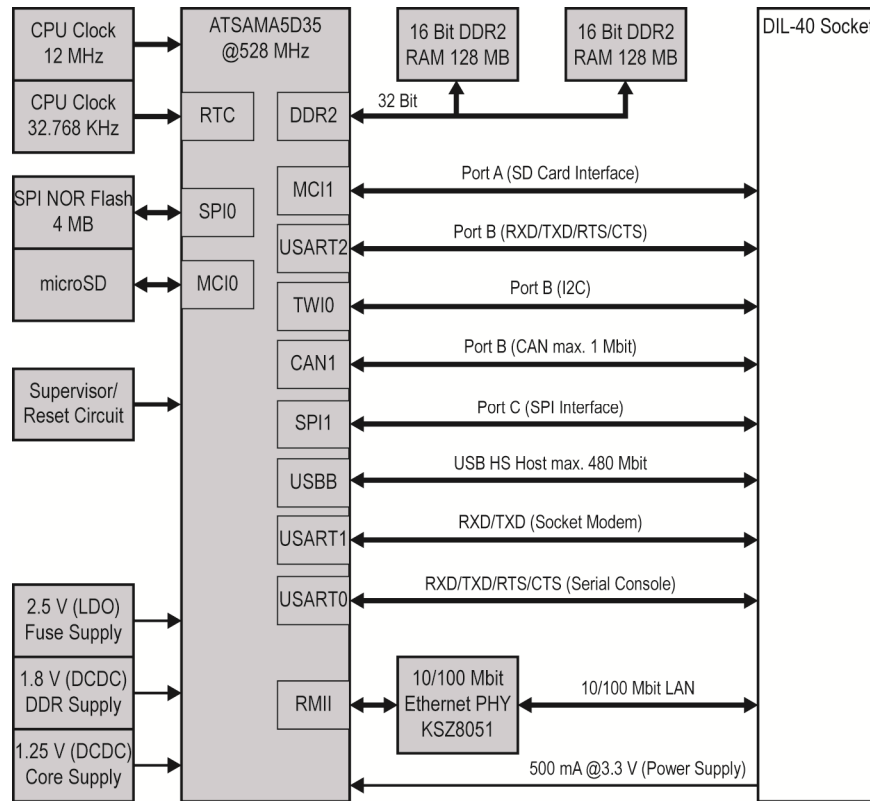 CPU Clock
12 MHz
CPU Clock
32.768 KHz
SPI NOR Flash
4 MB
microSD
Supervisor/
Reset Circuit
2.5 V (LDO)
Fuse Supply
1.8 V (DCDC)
DDR Supply
1.25 V (DCDC)
Core Supply
ATSAMA5D35
@528 MHz
RTC
SPI0
MCI0
DDR2
MCI1
USART2
TWI0
CAN1
SPI1
USBB
USART1
USART0
RMII
16 Bit DDR2
RAM 128 MB
16 Bit DDR2
RAM 128 MB
32 Bit
Port A (SD Card Interface)
Port B (RXD/TXD/RTS/CTS)
Port B (I2C)
Port B (CAN max. 1 Mbit)
Port C (SPI Interface)
USB HS Host max. 480 Mbit
RXD/TXD (Socket Modem)
RXD/TXD/RTS/CTS (Serial Console)
10/100 Mbit
Ethernet PHY
KSZ8051
10/100 Mbit LAN
500 mA @3.3 V (Power Supply)
DIL-40 Socket